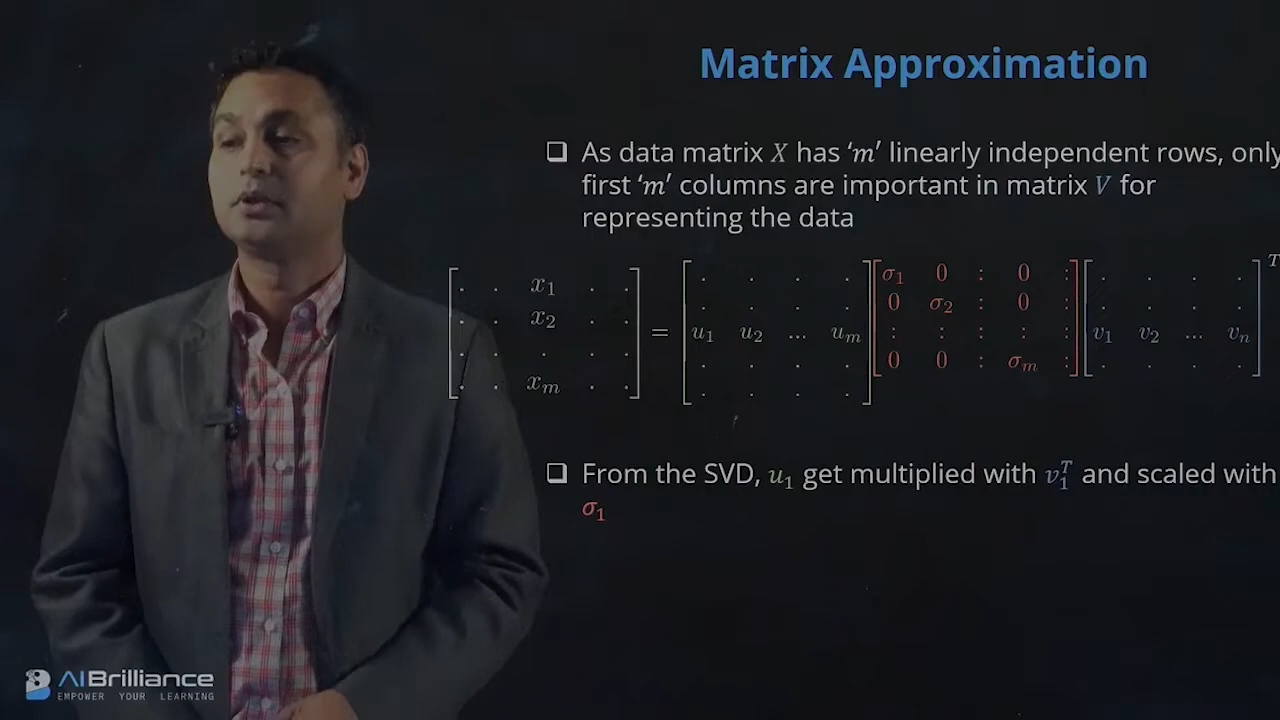 Matrix Approximation
❑ As data matrix X has ‘m’ linearly independent rows, only
first ‘m’ columns are important in matrix V for
representing the data
[. . x₁ . .
. . x₂ . .
. . . . .
. . xₘ . .] = [. . . .
. . . .
u₁ u₂ ... uₘ
. . . .
. . . .] [σ₁ 0 : 0 :
0 σ₂ : 0 :
: : : : :
0 0 : σₘ :] [. . . .
. . . .
v₁ v₂ ... vₙ
. . . .]ᵀ
❑ From the SVD, u₁ get multiplied with v₁ᵀ and scaled with
σ₁
AIBrilliance
EMPOWER YOUR LEARNING